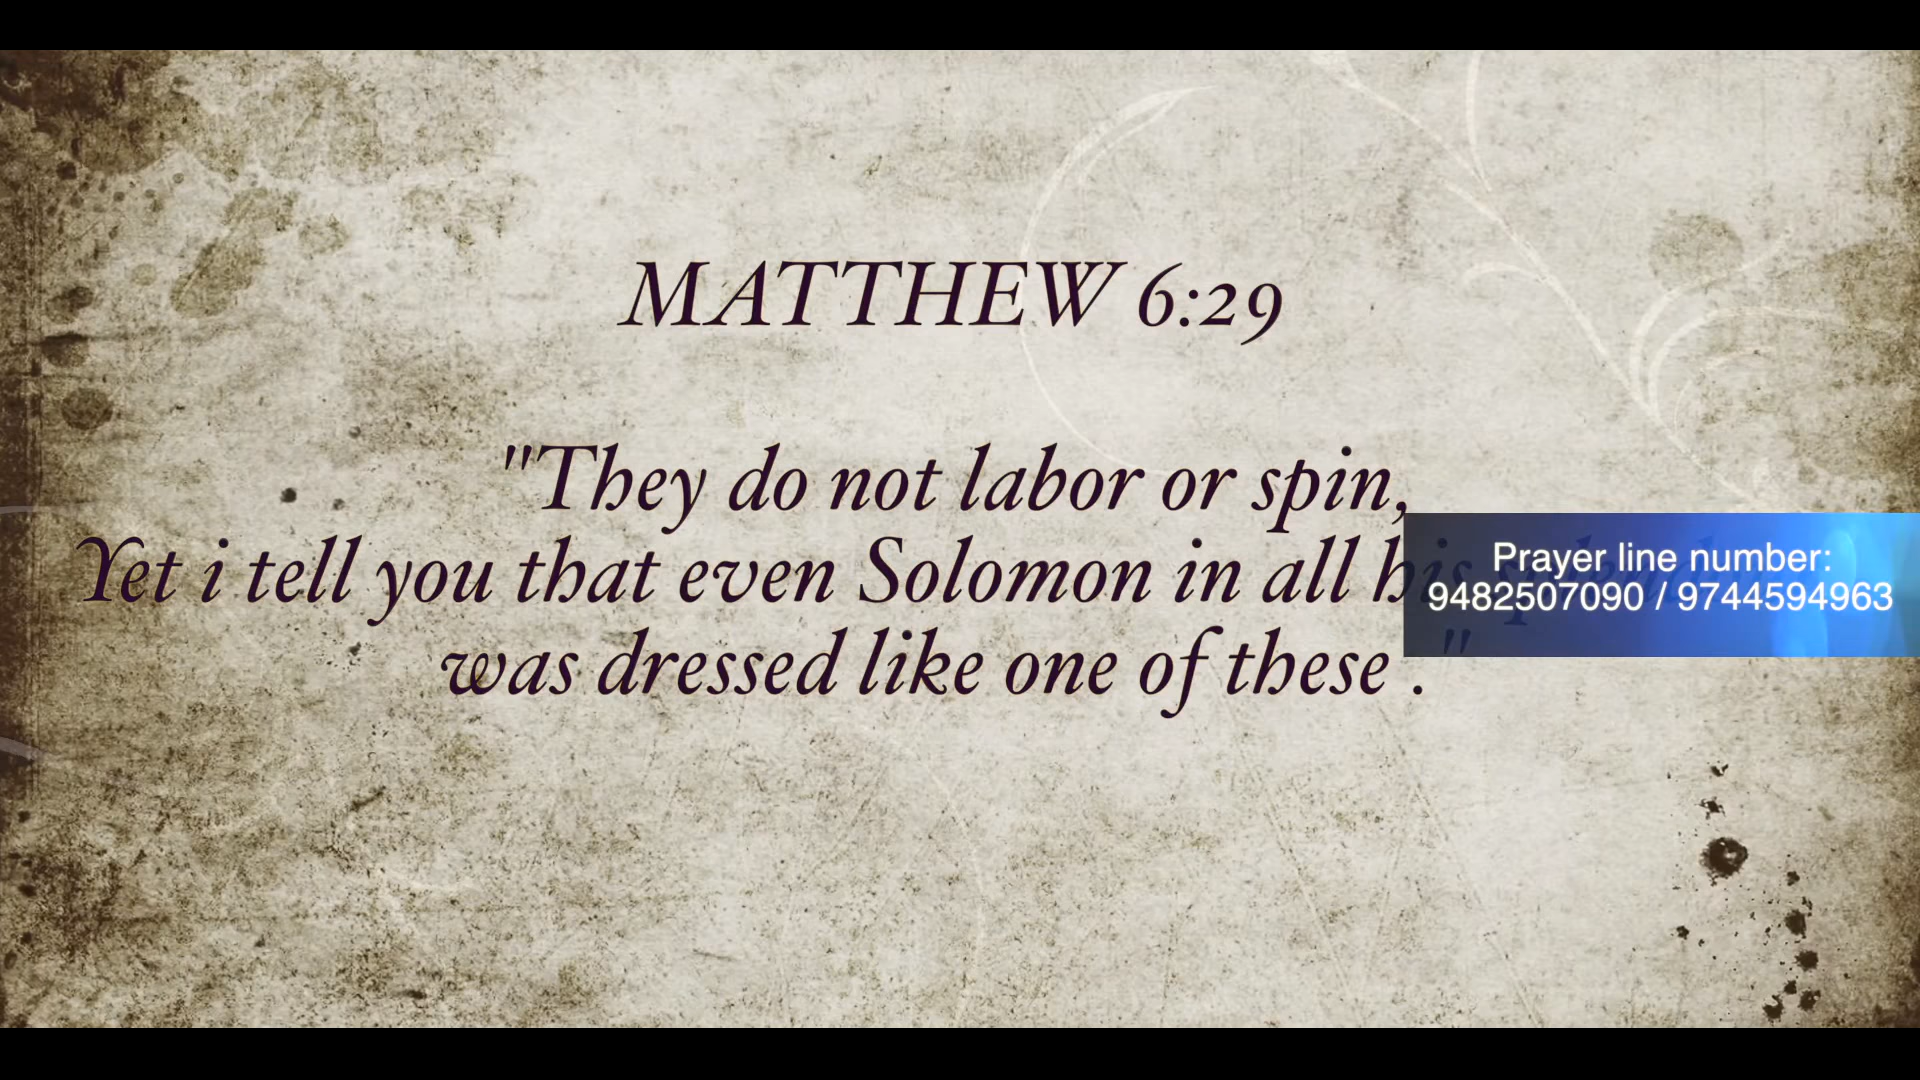 MATTHEW 6:29
"They do not labor or spin,
Yet i tell you that even Solomon in all his
was dressed like one of these ."
Prayer line number:
9482507090 / 9744594963